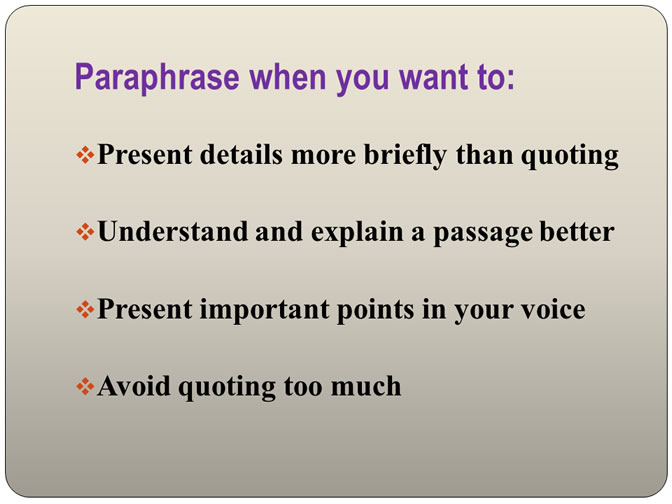 Paraphrase when you want to:
❖Present details more briefly than quoting
❖Understand and explain a passage better
❖Present important points in your voice
❖Avoid quoting too much